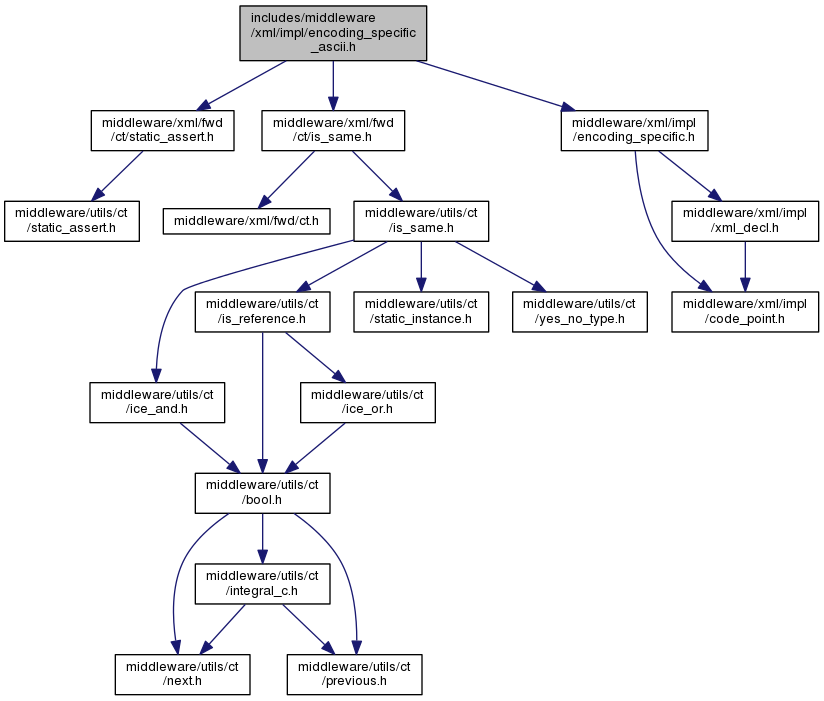 includes/middleware
/xml/impl/encoding_specific
_ascii.h
middleware/xml/fwd
/ct/static_assert.h
middleware/xml/fwd
/ct/is_same.h
middleware/xml/impl
/encoding_specific.h
middleware/utils/ct
/static_assert.h
middleware/xml/fwd/ct.h
middleware/utils/ct
/is_same.h
middleware/xml/impl
/xml_decl.h
middleware/utils/ct
/is_reference.h
middleware/utils/ct
/static_instance.h
middleware/utils/ct
/yes_no_type.h
middleware/xml/impl
/code_point.h
middleware/utils/ct
/ice_and.h
middleware/utils/ct
/ice_or.h
middleware/utils/ct
/bool.h
middleware/utils/ct
/integral_c.h
middleware/utils/ct
/next.h
middleware/utils/ct
/previous.h